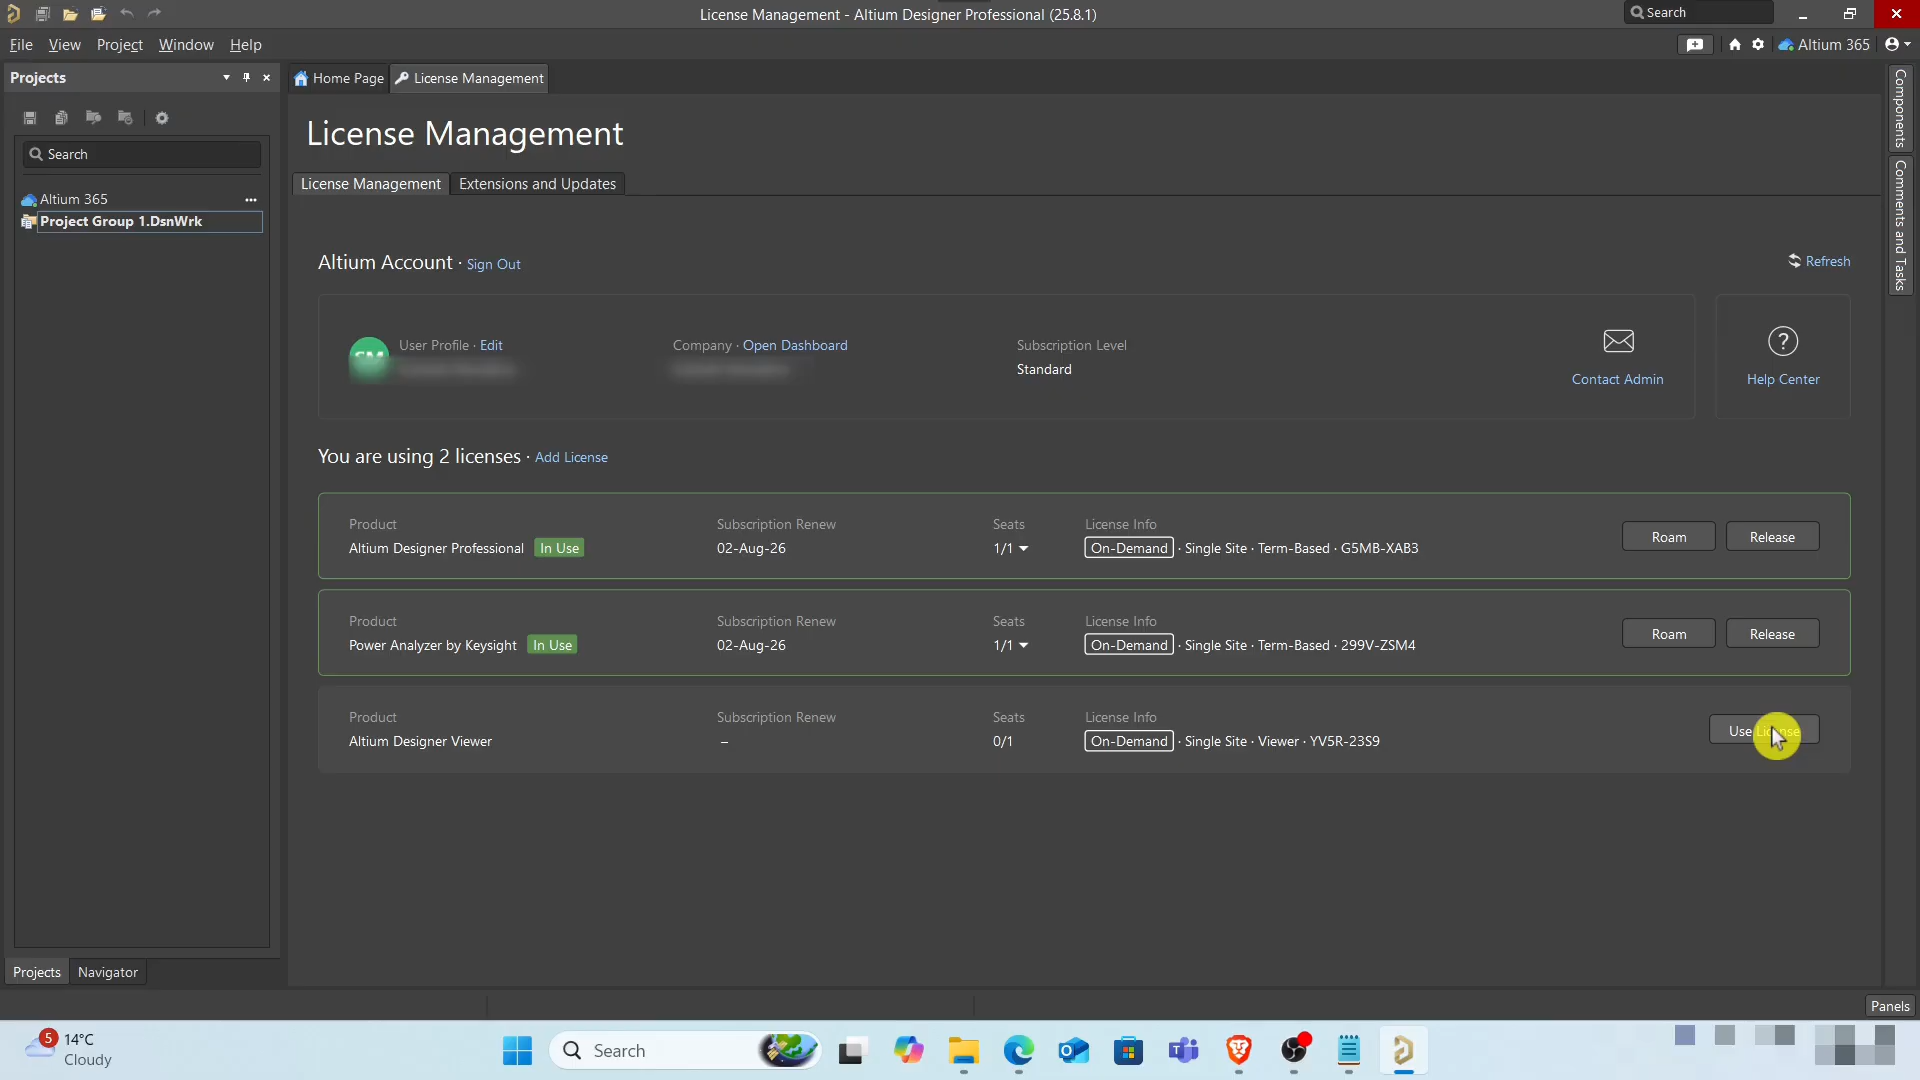 License Management - Altium Designer Professional (25.8.1)
Search
File View Project Window Help
Altium 365
Projects
Home Page
License Management
Search
Altium 365
Project Group 1.DsnWrk
Projects Navigator
License Management
License Management
Extensions and Updates
Altium Account · Sign Out
Refresh
SM
User Profile · Edit
Company · Open Dashboard
Subscription Level
Standard
Contact Admin
Help Center
You are using 2 licenses · Add License
Product
Altium Designer Professional In Use
Subscription Renew
02-Aug-26
Seats
1/1
License Info
On-Demand · Single Site · Term-Based · G5MB-XAB3
Roam
Release
Product
Power Analyzer by Keysight In Use
Subscription Renew
02-Aug-26
Seats
1/1
License Info
On-Demand · Single Site · Term-Based · 299V-ZSM4
Roam
Release
Product
Altium Designer Viewer
Subscription Renew
–
Seats
0/1
License Info
On-Demand · Single Site · Viewer · YV5R-23S9
Use License
Components
Comments and Tasks
Panels
5
14°C
Cloudy
Search